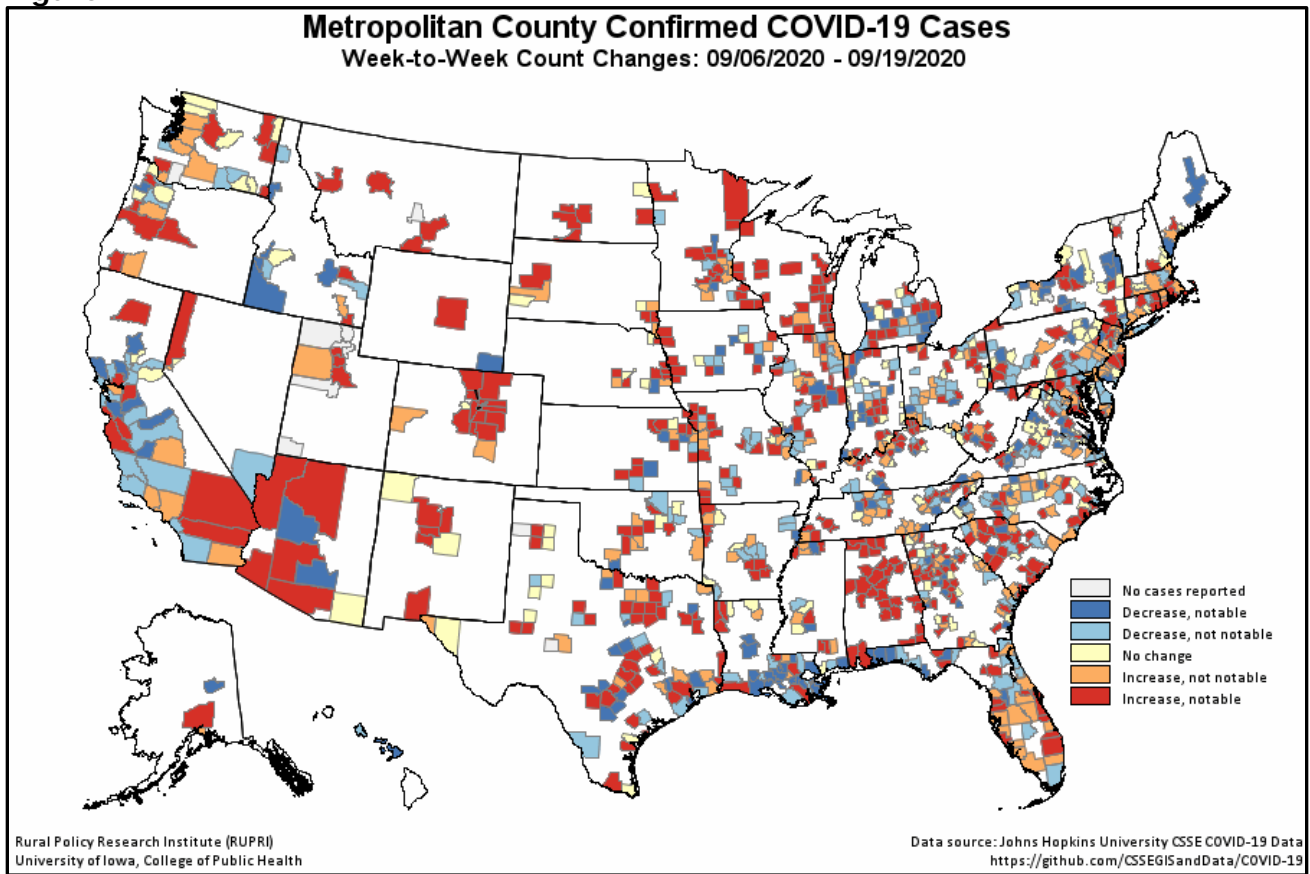 Metropolitan County Confirmed COVID-19 Cases
Week-to-Week Count Changes: 09/06/2020 - 09/19/2020
No cases reported
Decrease, notable
Decrease, not notable
No change
Increase, not notable
Increase, notable
Rural Policy Research Institute (RUPRI)
University of Iowa, College of Public Health
Data source: Johns Hopkins University CSSE COVID-19 Data
https://github.com/CSSEGISandData/COVID-19